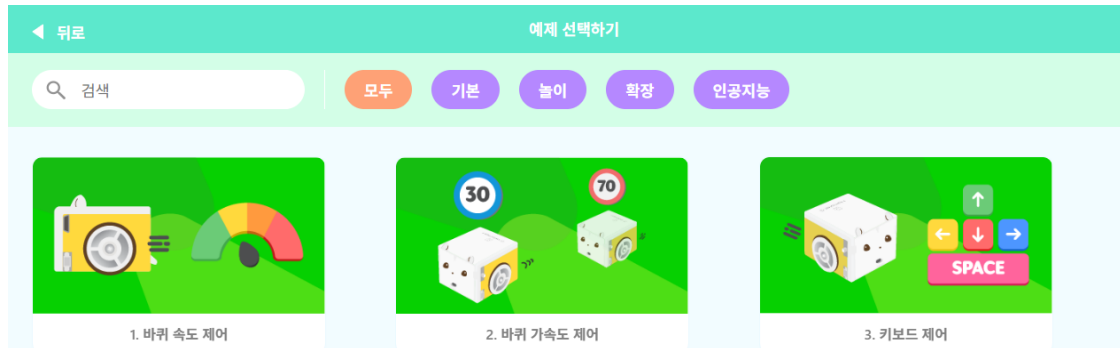 뒤로
예제 선택하기
검색
모두
기본
놀이
확장
인공지능
30
70
SPACE
1. 바퀴 속도 제어
2. 바퀴 가속도 제어
3. 키보드 제어